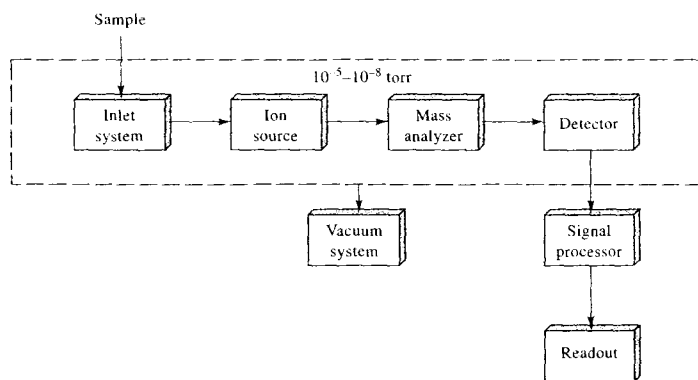 Sample
10⁻⁵–10⁻⁸ torr
Inlet
system
Ion
source
Mass
analyzer
Detector
Vacuum
system
Signal
processor
Readout